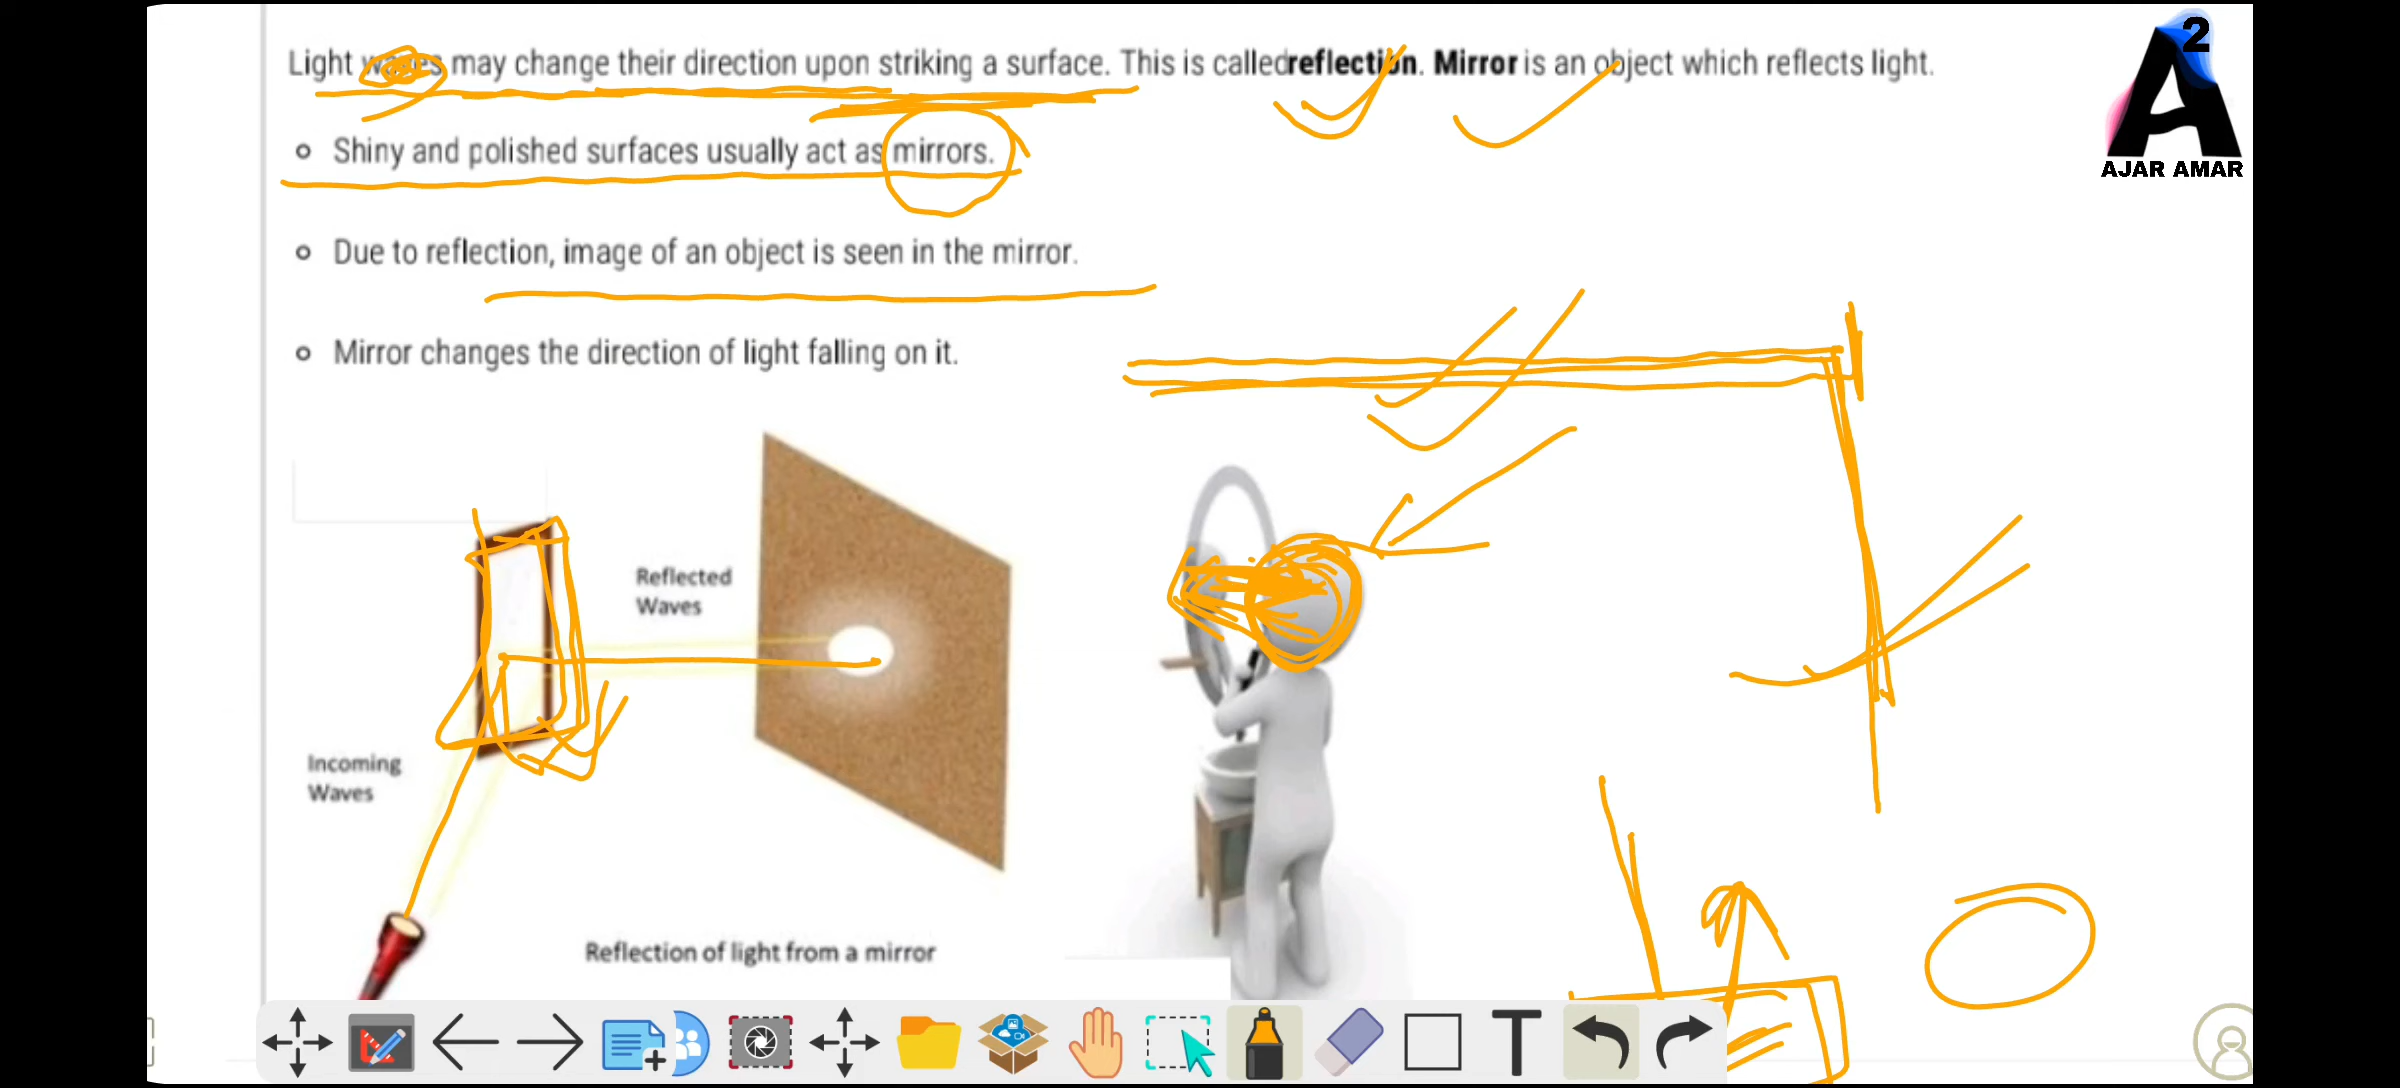 Light waves may change their direction upon striking a surface. This is called reflection. Mirror is an object which reflects light.
2
A
AJAR AMAR
Shiny and polished surfaces usually act as mirrors.
Due to reflection, image of an object is seen in the mirror.
Mirror changes the direction of light falling on it.
Reflected
Waves
Incoming
Waves
Reflection of light from a mirror
T